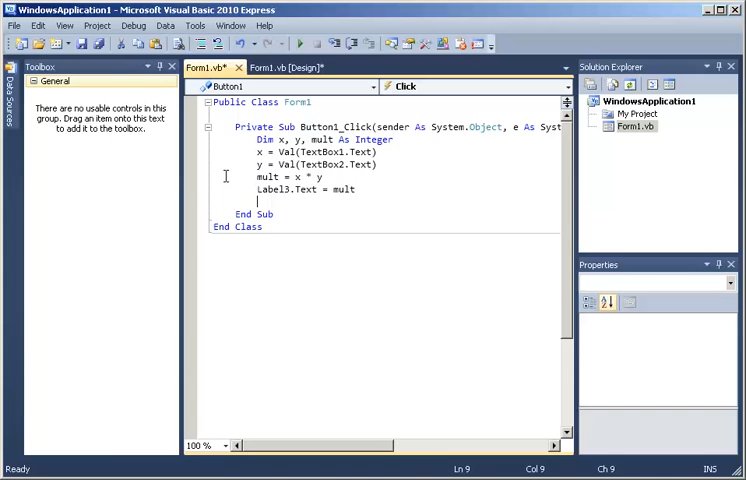 WindowsApplication1 - Microsoft Visual Basic 2010 Express
File Edit View Project Debug Data Tools Window Help
Toolbox
General
There are no usable controls in this
group. Drag an item onto this text
to add it to the toolbox.
Data Sources
Form1.vb* Form1.vb [Design]*
Button1 Click
Public Class Form1
Private Sub Button1_Click(sender As System.Object, e As Syst
Dim x, y, mult As Integer
x = Val(TextBox1.Text)
y = Val(TextBox2.Text)
mult = x * y
Label3.Text = mult
End Sub
End Class
100 %
Solution Explorer
WindowsApplication1
My Project
Form1.vb
Properties
Ready Ln 9 Col 9 Ch 9 INS